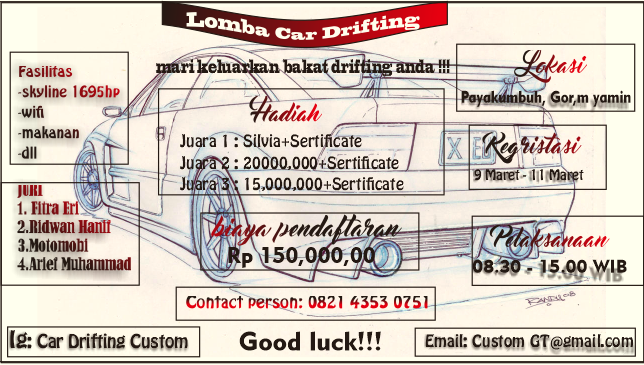 Lomba Car Drifting
mari keluarkan bakat drifting anda !!!
Fasilitas
-skyline 1695hp
-wifi
-makanan
-dll
Hadiah
Juara 1 : Silvia+Sertificate
Juara 2 : 20000,000+Sertificate
Juara 3 : 15,000,000+Sertificate
Lokasi
Payakumbuh, Gor,m yamin
Regristasi
9 Maret - 11 Maret
JURI
1. Fitra Eri
2.Ridwan Hanif
3.Motomobi
4.Arief Muhammad
biaya pendaftaran
Rp 150,000,00
Pelaksanaan
08.30 - 15.00 WIB
Contact person: 0821 4353 0751
Ig: Car Drifting Custom
Good luck!!!
Email: Custom GT@gmail.com